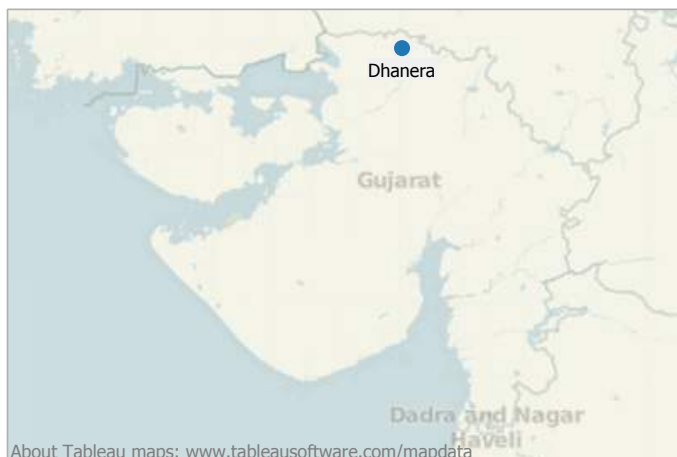 Dhanera
Gujarat
Dadra and Nagar
Haveli
About Tableau maps: www.tableausoftware.com/mapdata